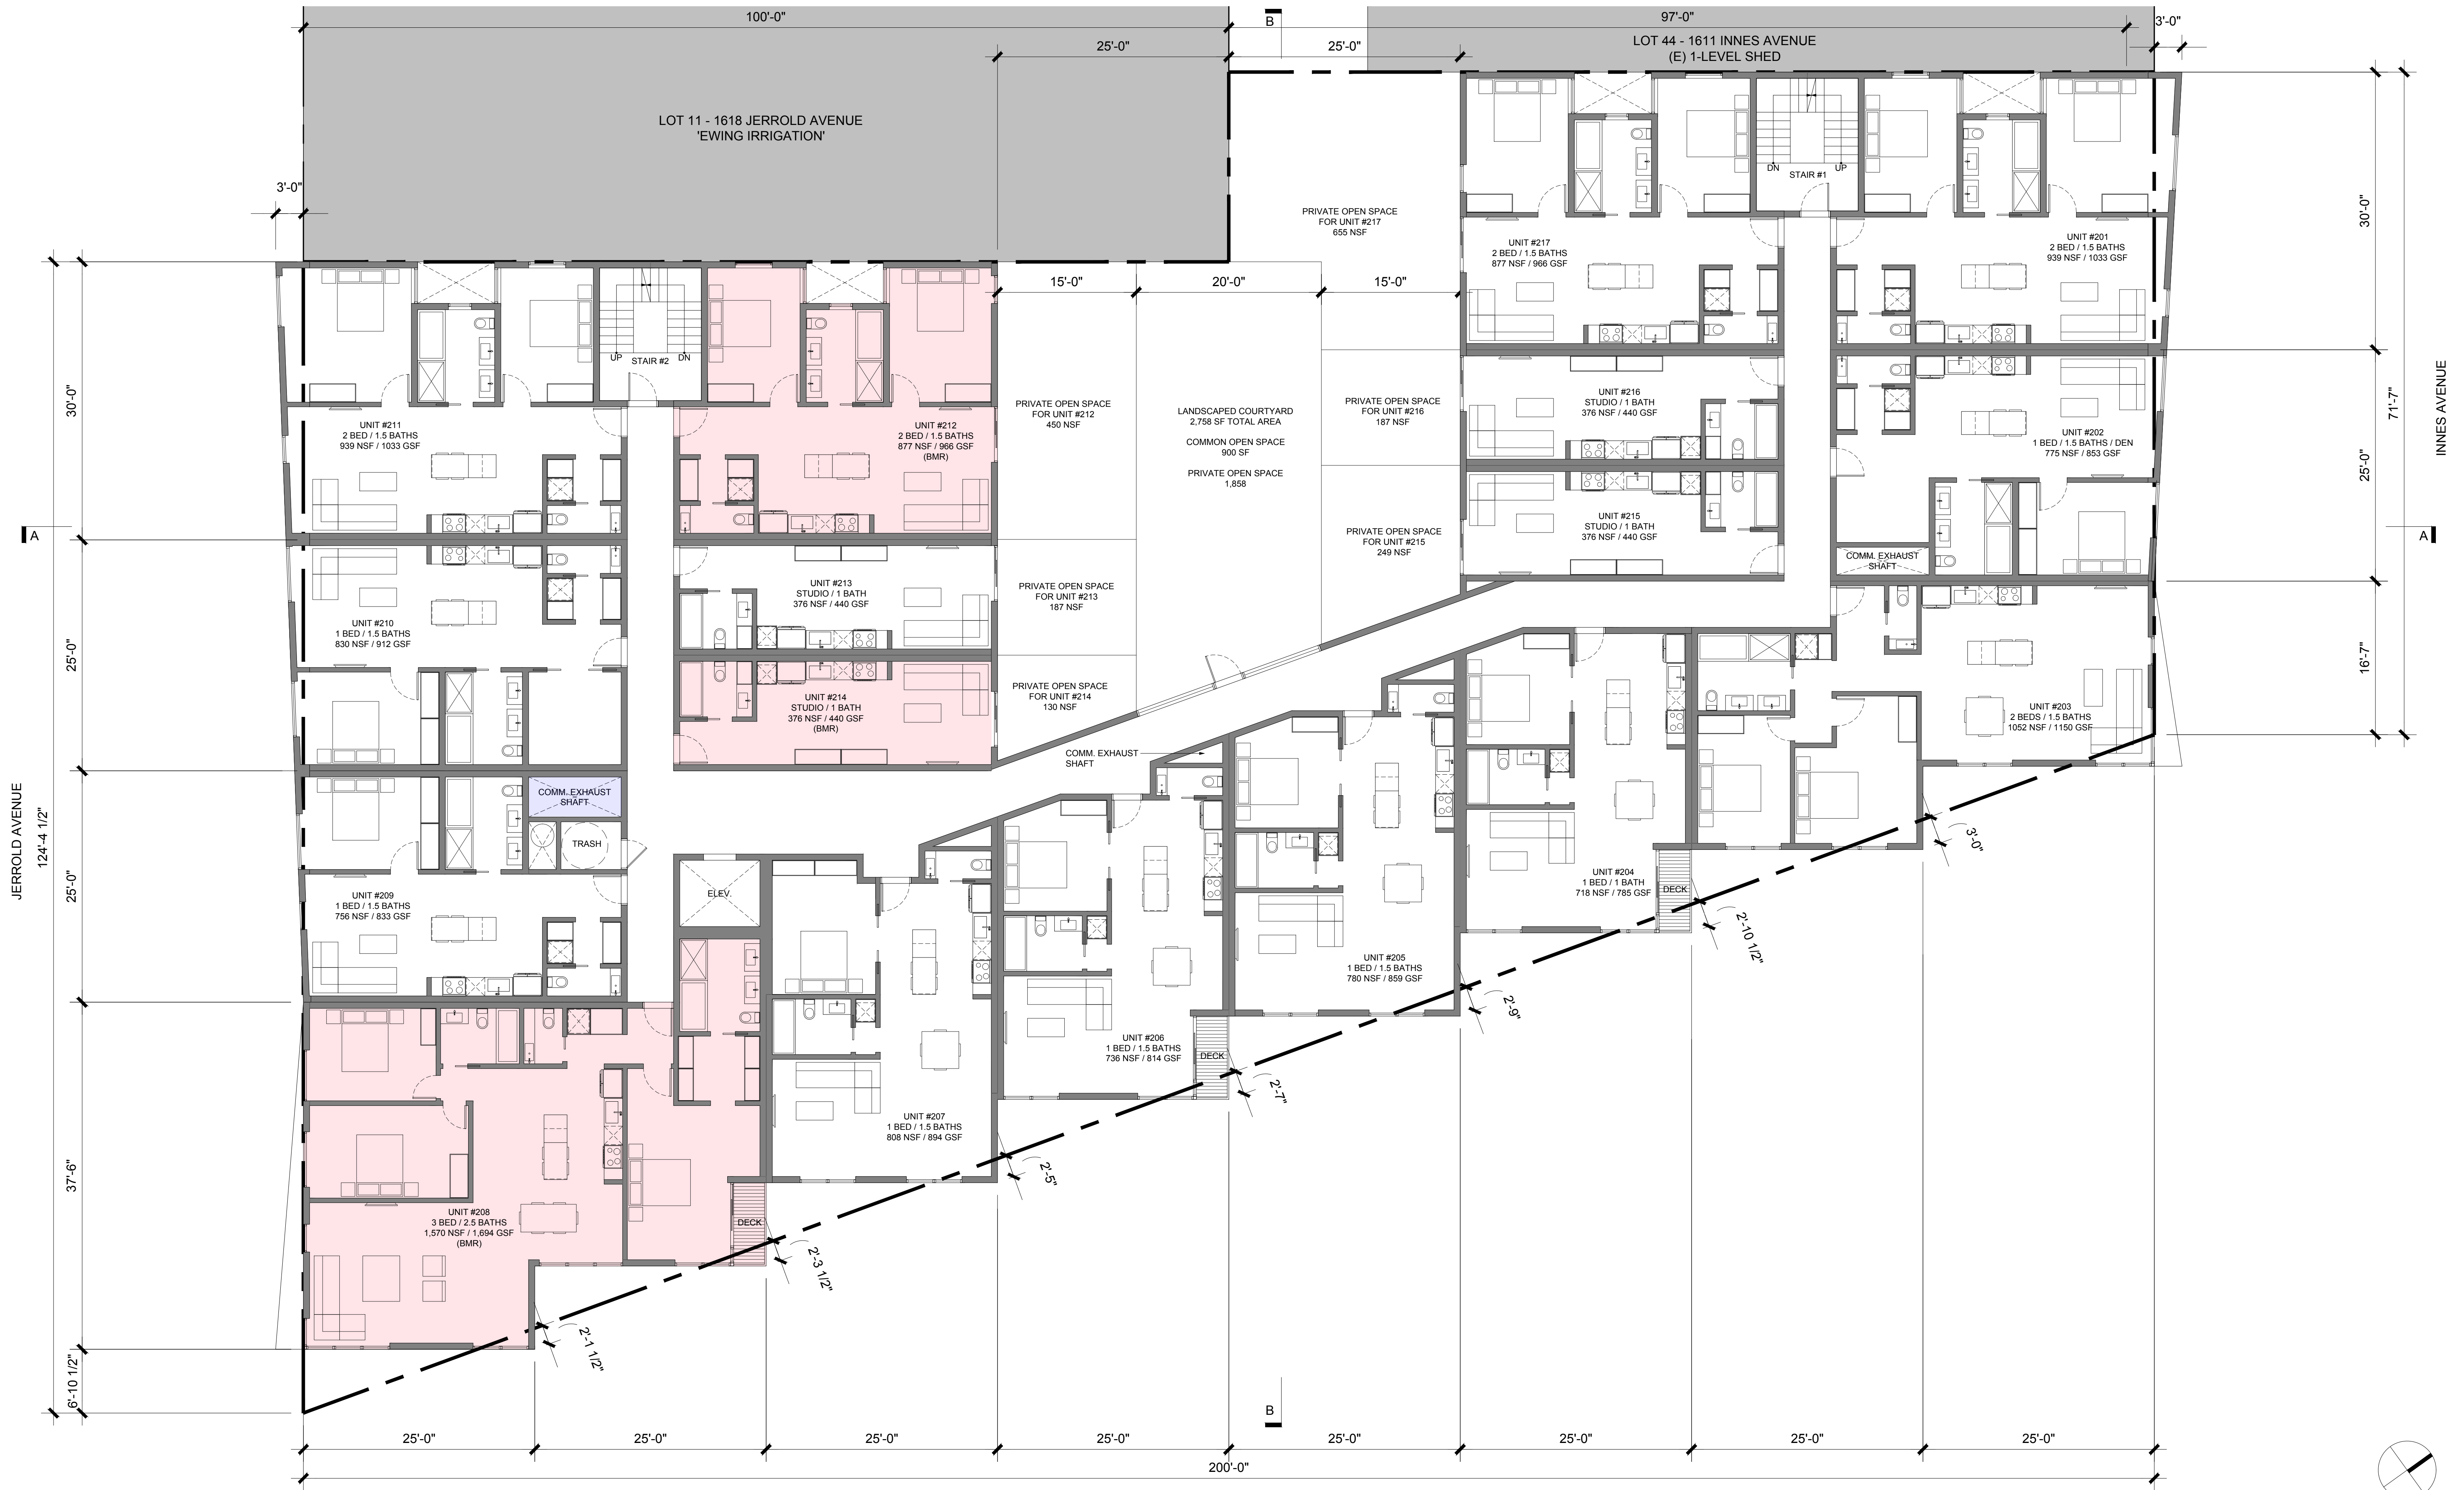 100'-0"
B
97'-0"
3'-0"
25'-0"
25'-0"
LOT 44 - 1611 INNES AVENUE
(E) 1-LEVEL SHED
LOT 11 - 1618 JERROLD AVENUE
'EWING IRRIGATION'
3'-0"
DN
UP
STAIR #1
PRIVATE OPEN SPACE
FOR UNIT #217
655 NSF
UNIT #217
2 BED / 1.5 BATHS
877 NSF / 966 GSF
UNIT #201
2 BED / 1.5 BATHS
939 NSF / 1033 GSF
30'-0"
15'-0"
20'-0"
15'-0"
UP
STAIR #2
DN
30'-0"
UNIT #211
2 BED / 1.5 BATHS
939 NSF / 1033 GSF
UNIT #212
2 BED / 1.5 BATHS
877 NSF / 966 GSF
(BMR)
PRIVATE OPEN SPACE
FOR UNIT #212
450 NSF
LANDSCAPED COURTYARD
2,758 SF TOTAL AREA
COMMON OPEN SPACE
900 SF
PRIVATE OPEN SPACE
1,858
PRIVATE OPEN SPACE
FOR UNIT #216
187 NSF
UNIT #216
STUDIO / 1 BATH
376 NSF / 440 GSF
UNIT #202
1 BED / 1.5 BATHS / DEN
775 NSF / 853 GSF
71'-7"
INNES AVENUE
25'-0"
A
PRIVATE OPEN SPACE
FOR UNIT #215
249 NSF
UNIT #215
STUDIO / 1 BATH
376 NSF / 440 GSF
COMM. EXHAUST
SHAFT
A
UNIT #210
1 BED / 1.5 BATHS
830 NSF / 912 GSF
UNIT #213
STUDIO / 1 BATH
376 NSF / 440 GSF
PRIVATE OPEN SPACE
FOR UNIT #213
187 NSF
25'-0"
16'-7"
UNIT #214
STUDIO / 1 BATH
376 NSF / 440 GSF
(BMR)
PRIVATE OPEN SPACE
FOR UNIT #214
130 NSF
UNIT #203
2 BEDS / 1.5 BATHS
1052 NSF / 1150 GSF
COMM. EXHAUST
SHAFT
JERROLD AVENUE
124'-4 1/2"
COMM. EXHAUST
SHAFT
TRASH
3'-0"
25'-0"
UNIT #209
1 BED / 1.5 BATHS
756 NSF / 833 GSF
ELEV.
UNIT #204
1 BED / 1 BATH
718 NSF / 785 GSF
DECK
2'-10 1/2"
UNIT #205
1 BED / 1.5 BATHS
780 NSF / 859 GSF
2'-9"
UNIT #206
1 BED / 1.5 BATHS
736 NSF / 814 GSF
DECK
2'-7"
UNIT #207
1 BED / 1.5 BATHS
808 NSF / 894 GSF
2'-5"
37'-6"
UNIT #208
3 BED / 2.5 BATHS
1,570 NSF / 1,694 GSF
(BMR)
DECK
2'-3 1/2"
2'-1 1/2"
6'-10 1/2"
B
25'-0"
25'-0"
25'-0"
25'-0"
25'-0"
25'-0"
25'-0"
25'-0"
200'-0"